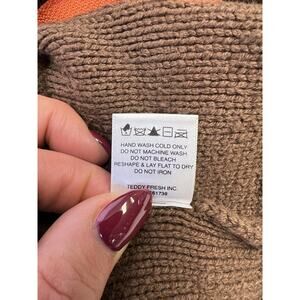 HAND WASH COLD ONLY
DO NOT MACHINE WASH
DO NOT BLEACH
RESHAPE & LAY FLAT TO DRY
DO NOT IRON
TEDDY FRESH INC.